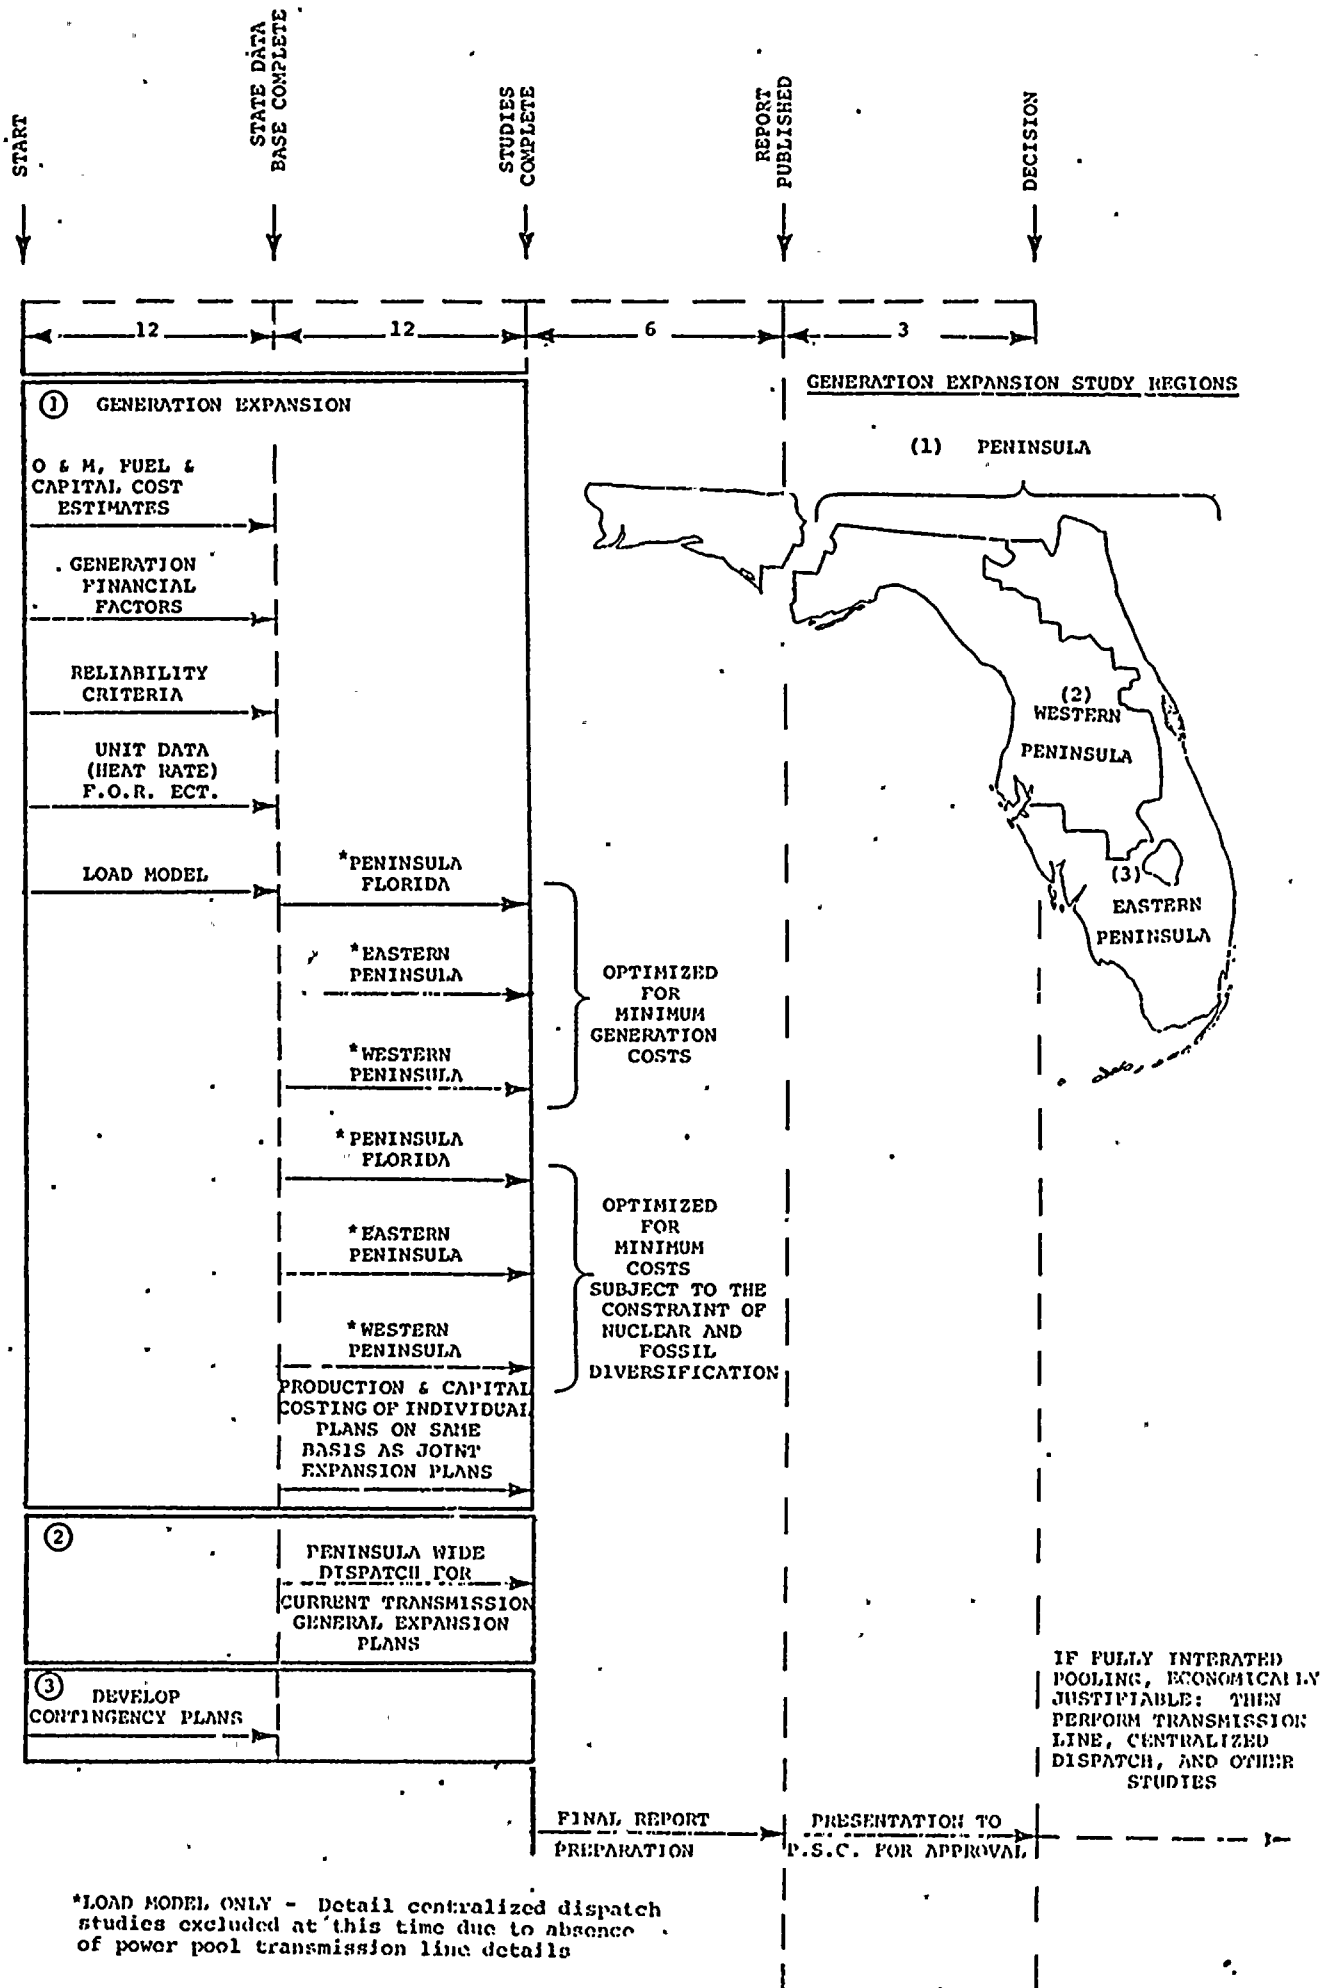 START
STATE DATA
BASE COMPLETE
STUDIES
COMPLETE
REPORT
PUBLISHED
DECISION
12
12
6
3
GENERATION EXPANSION STUDY REGIONS
(1) PENINSULA
(2)
WESTERN
PENINSULA
(3)
EASTERN
PENINSULA
1 GENERATION EXPANSION
O & M, FUEL &
CAPITAL COST
ESTIMATES
GENERATION
FINANCIAL
FACTORS
RELIABILITY
CRITERIA
UNIT DATA
(HEAT RATE)
F.O.R. ECT.
LOAD MODEL
*PENINSULA
FLORIDA
*EASTERN
PENINSULA
*WESTERN
PENINSULA
OPTIMIZED
FOR
MINIMUM
GENERATION
COSTS
*PENINSULA
FLORIDA
*EASTERN
PENINSULA
*WESTERN
PENINSULA
OPTIMIZED
FOR
MINIMUM
COSTS
SUBJECT TO THE
CONSTRAINT OF
NUCLEAR AND
FOSSIL
DIVERSIFICATION
PRODUCTION & CAPITAL
COSTING OF INDIVIDUAL
PLANS ON SAME
BASIS AS JOINT
EXPANSION PLANS
2
PENINSULA WIDE
DISPATCH FOR
CURRENT TRANSMISSION
GENERAL EXPANSION
PLANS
3 DEVELOP
CONTINGENCY PLANS
IF FULLY INTERATED
POOLING, ECONOMICALLY
JUSTIFIABLE: THEN
PERFORM TRANSMISSION
LINE, CENTRALIZED
DISPATCH, AND OTHER
STUDIES
FINAL REPORT
PREPARATION
PRESENTATION TO
P.S.C. FOR APPROVAL
*LOAD MODEL ONLY - Detail centralized dispatch
studies excluded at this time due to absence
of power pool transmission line details